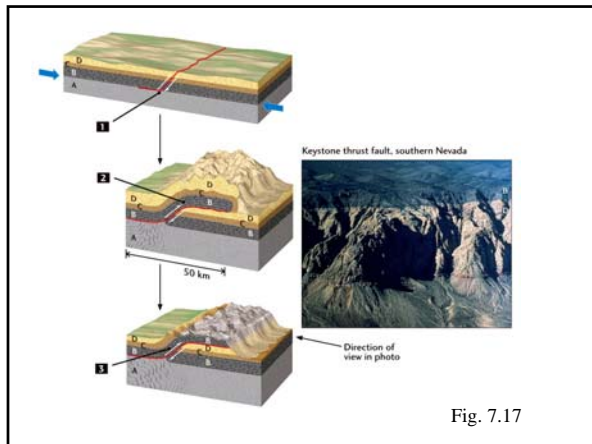 D
C
B
A
1
Keystone thrust fault, southern Nevada
2
D
C
B
D
C
B
D
C
B
A
50 km
Direction of
view in photo
D
C
B
B
D
C
B
A
3
Fig. 7.17